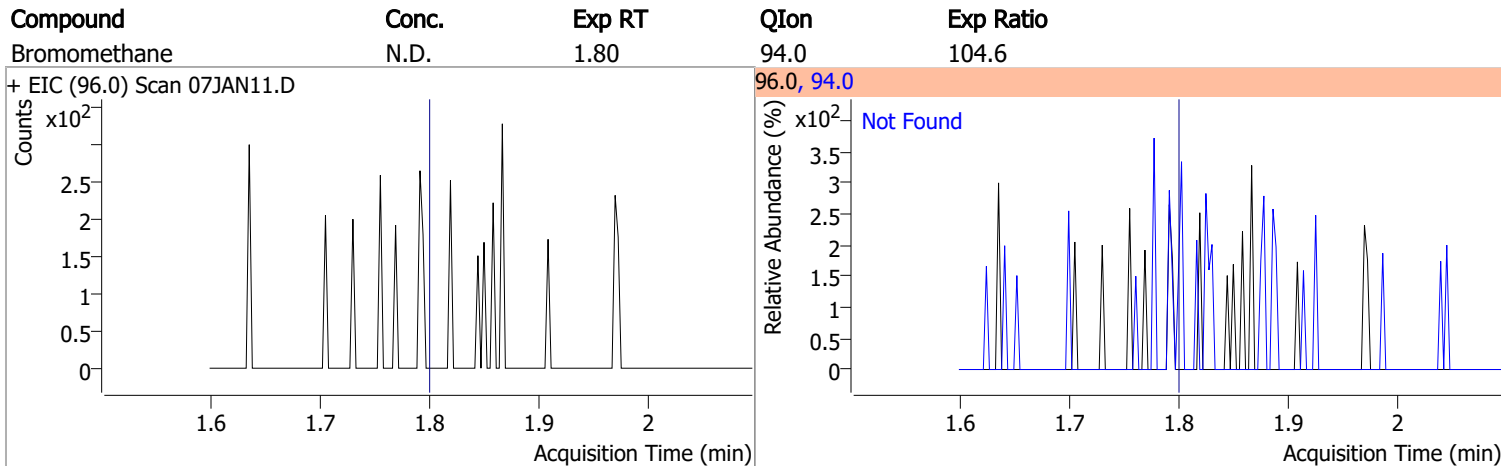 Compound Conc. Exp RT QIon Exp Ratio
Bromomethane N.D. 1.80 94.0 104.6
+ EIC (96.0) Scan 07JAN11.D
Counts
x10²
2.5
2
1.5
1
0.5
0
1.6 1.7 1.8 1.9 2
Acquisition Time (min)
96.0, 94.0
Relative Abundance (%)
x10²
Not Found
3.5
3
2.5
2
1.5
1
0.5
0
1.6 1.7 1.8 1.9 2
Acquisition Time (min)